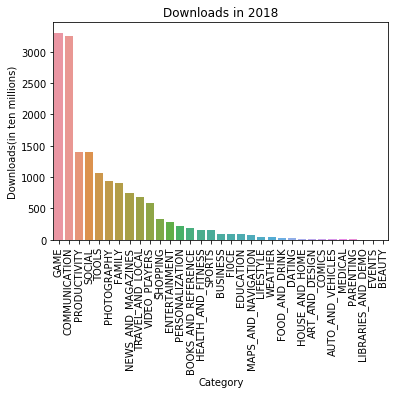 Downloads in 2018
Downloads(in ten millions)
3000
2500
2000
1500
1000
500
0
GAME
COMMUNICATION
PRODUCTIVITY
SOCIAL
TOOLS
PHOTOGRAPHY
FAMILY
NEWS_AND_MAGAZINES
TRAVEL_AND_LOCAL
VIDEO_PLAYERS
SHOPPING
ENTERTAINMENT
PERSONALIZATION
BOOKS_AND_REFERENCE
HEALTH_AND_FITNESS
SPORTS
BUSINESS
FI0CE
EDUCATION
MAPS_AND_NAVIGATION
LIFESTYLE
WEATHER
FOOD_AND_DRINK
DATING
HOUSE_AND_HOME
ART_AND_DESIGN
COMICS
AUTO_AND_VEHICLES
MEDICAL
PARENTING
LIBRARIES_AND_DEMO
EVENTS
BEAUTY
Category